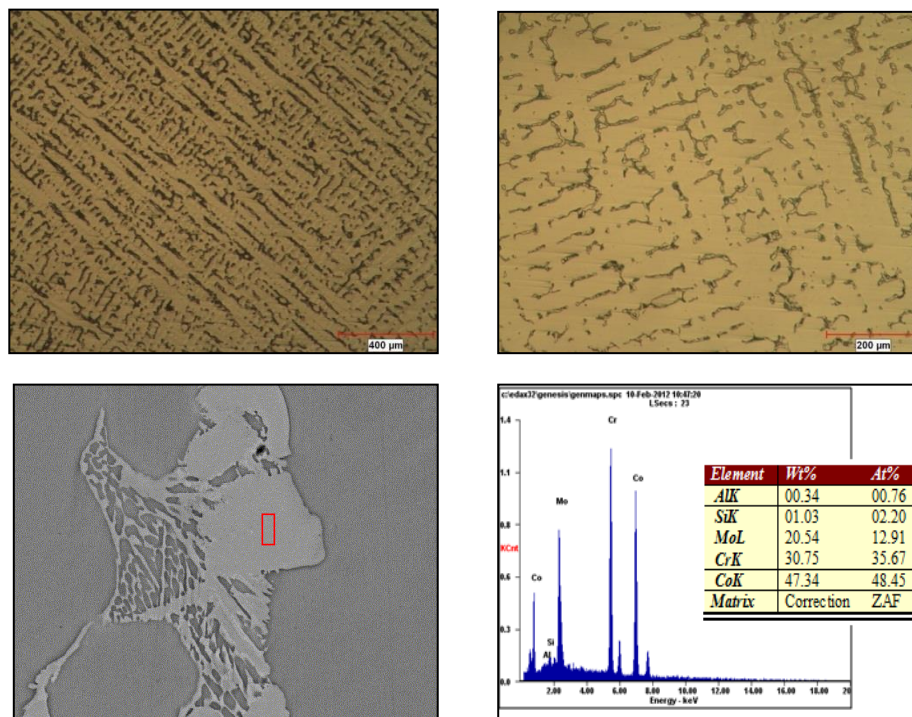 400 µm
200 µm
c:\edax32\genesis\genmaps.spc 10-Feb-2012 10:47:20
LSecs : 23
1.4
1.1
0.8
KCnt
0.6
0.3
0.0
Co
Mo
Si
Al
Cr
Co
2.00 4.00 6.00 8.00 10.00 12.00 14.00 16.00 18.00 20
Energy - keV
Element Wt% At%
AlK 00.34 00.76
SiK 01.03 02.20
MoL 20.54 12.91
CrK 30.75 35.67
CoK 47.34 48.45
Matrix Correction ZAF